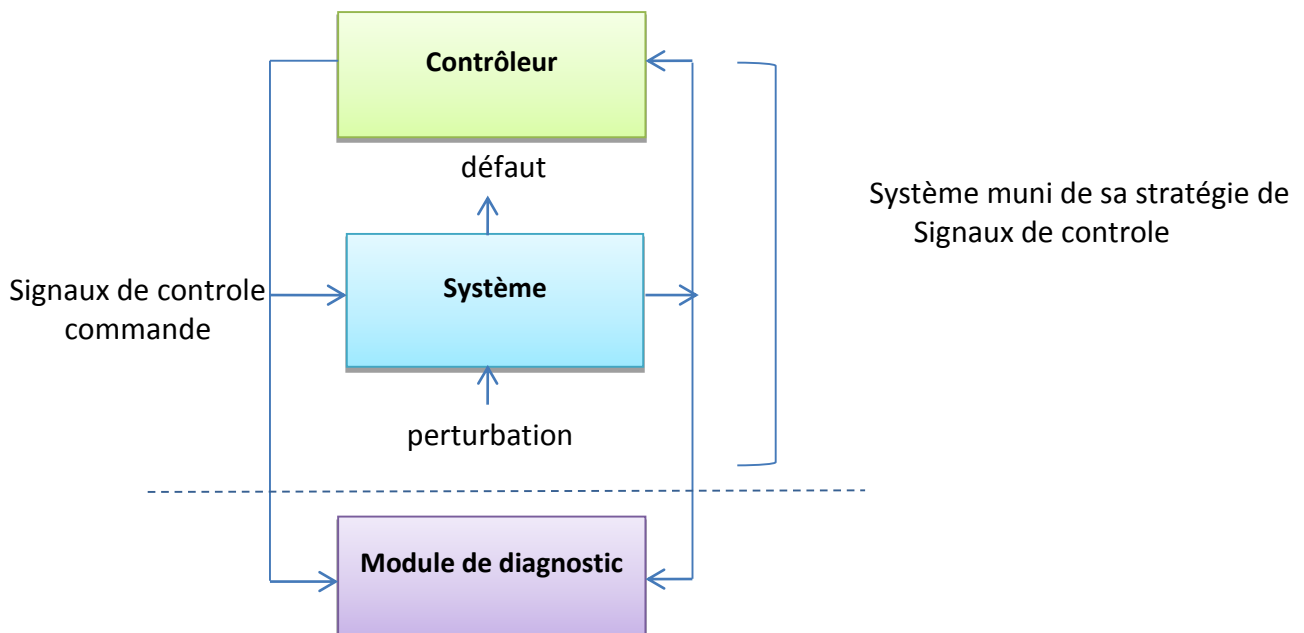 Contrôleur
défaut
Système muni de sa stratégie de
Signaux de controle
Système
Signaux de controle
commande
perturbation
Module de diagnostic